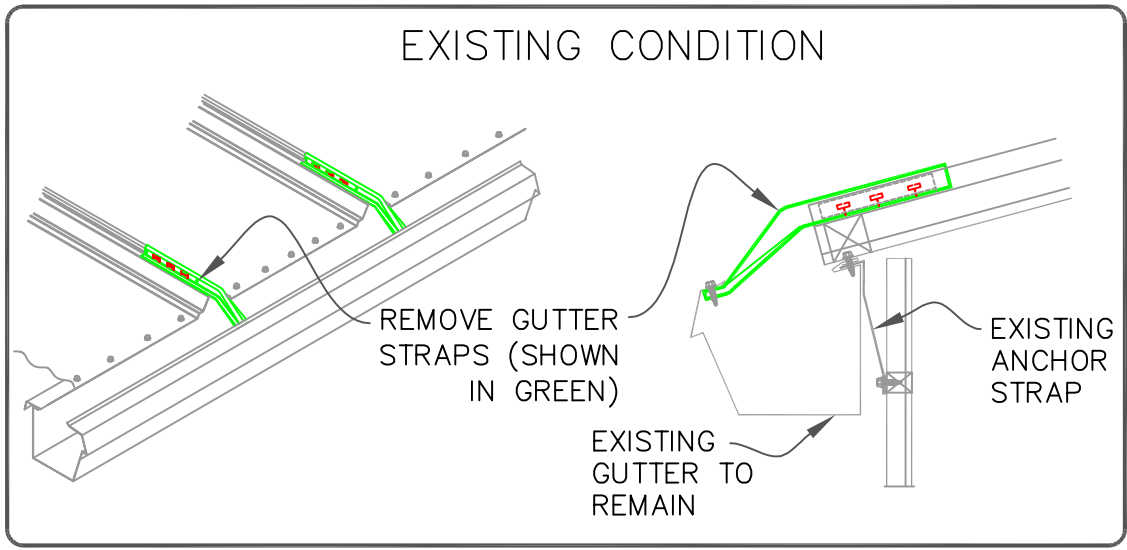 EXISTING CONDITION
REMOVE GUTTER
STRAPS (SHOWN
IN GREEN)
EXISTING
ANCHOR
STRAP
EXISTING
GUTTER TO
REMAIN